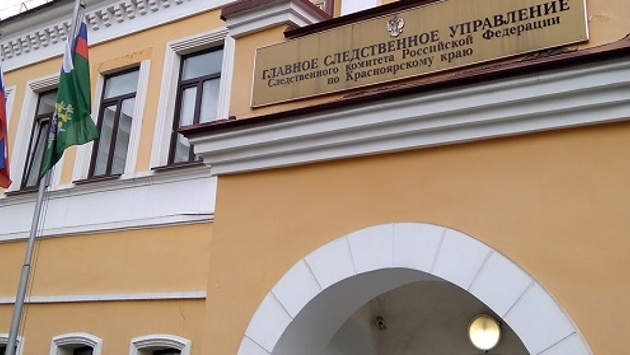 ГЛАВНОЕ СЛЕДСТВЕННОЕ УПРАВЛЕНИЕ
Следственного комитета Российской Федерации
по Красноярскому краю